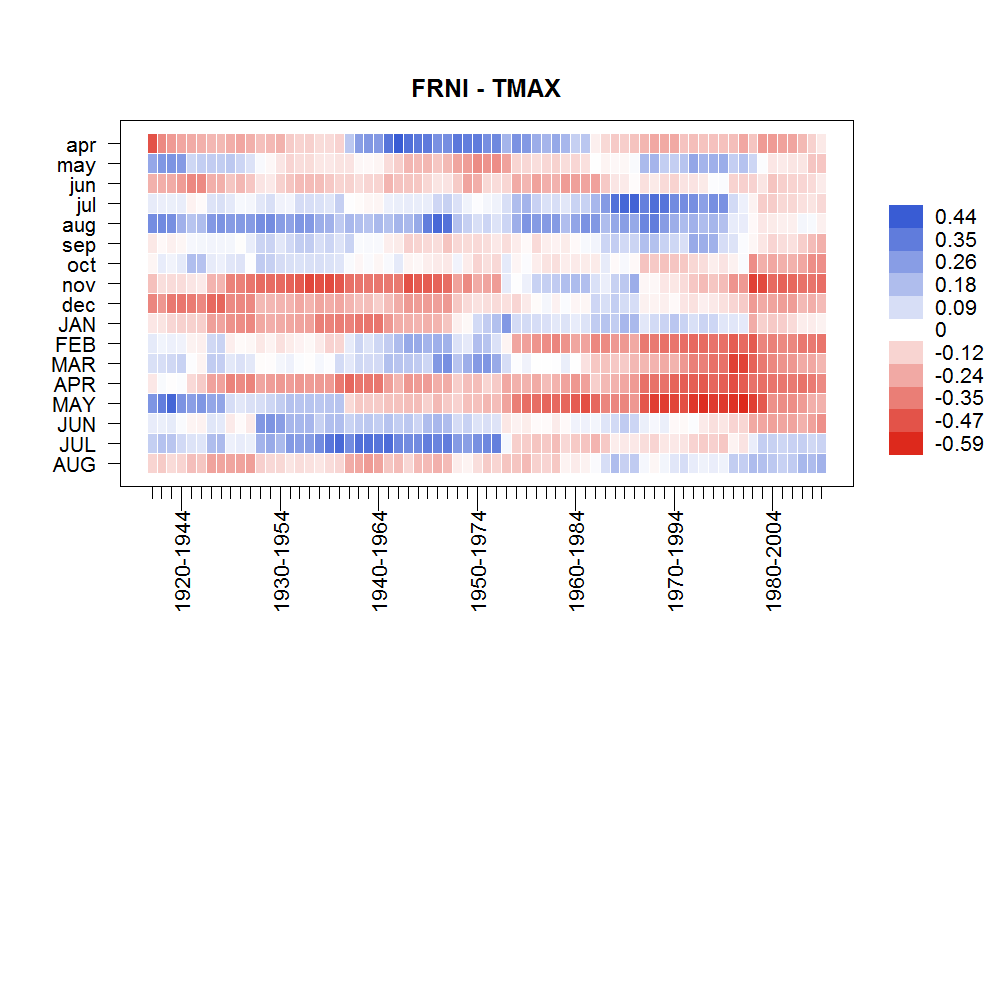 FRNI - TMAX
apr
may
jun
jul
aug
sep
oct
nov
dec
JAN
FEB
MAR
APR
MAY
JUN
JUL
AUG
0.44
0.35
0.26
0.18
0.09
0
-0.12
-0.24
-0.35
-0.47
-0.59
1920-1944
1930-1954
1940-1964
1950-1974
1960-1984
1970-1994
1980-2004